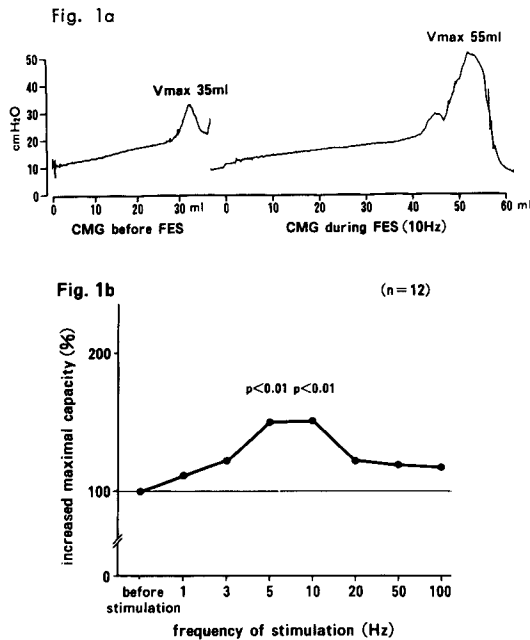 Fig. 1a
cmH2O
50
40
30
20
10
0
Vmax 35ml
Vmax 55ml
0 10 20 30 ml
0 10 20 30 40 50 60 ml
CMG before FES
CMG during FES (10Hz)
Fig. 1b
(n=12)
increased maximal capacity (%)
200
100
0
p<0.01 p<0.01
before stimulation 1 3 5 10 20 50 100
frequency of stimulation (Hz)